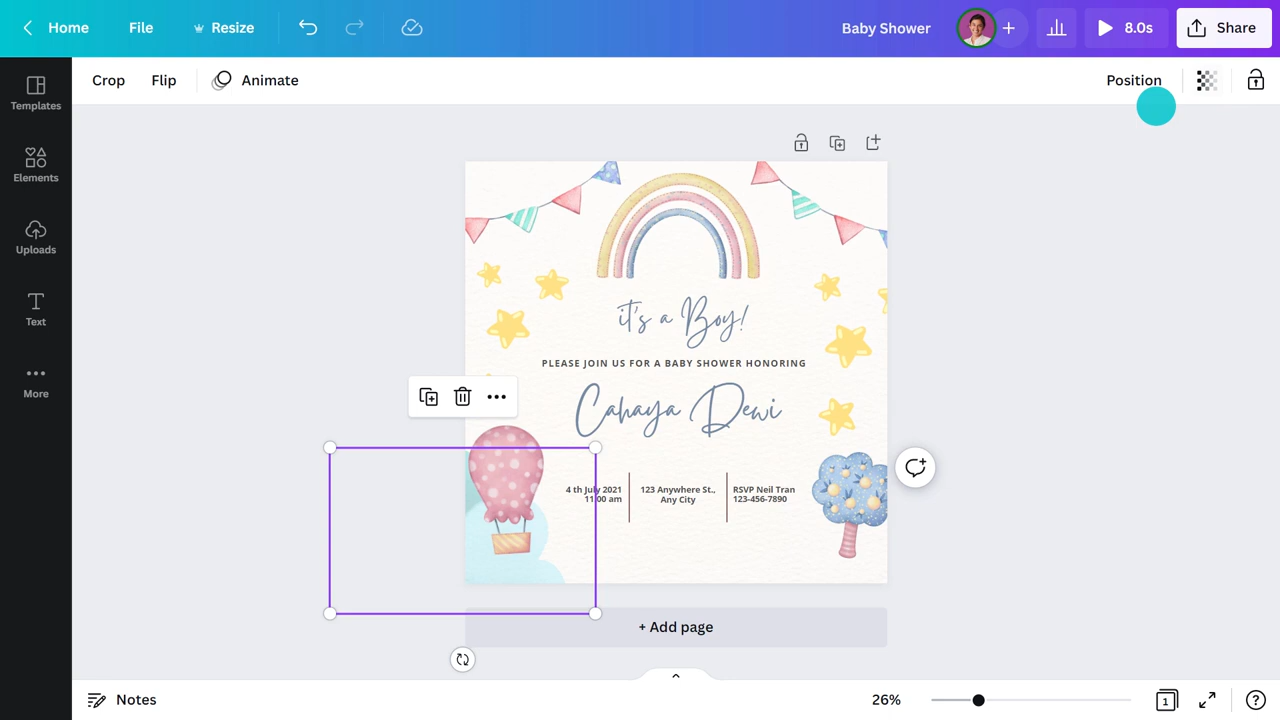 Home File Resize Baby Shower 8.0s Share
Crop Flip Animate Position
Templates
Elements
Uploads
Text
More
it's a Boy!
PLEASE JOIN US FOR A BABY SHOWER HONORING
Cahaya Dewi
4 th July 2021
11:00 am
123 Anywhere St.,
Any City
RSVP Neil Tran
123-456-7890
+ Add page
Notes 26% 1